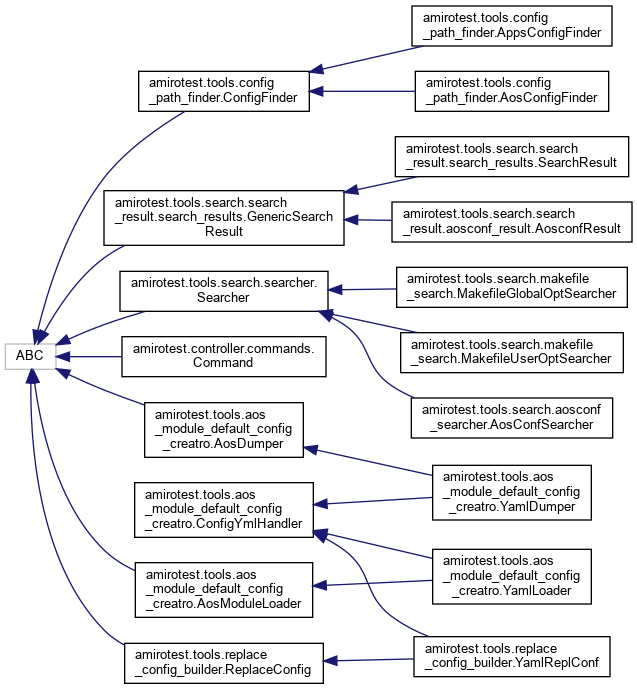 amirotest.tools.config
_path_finder.AppsConfigFinder
amirotest.tools.config
_path_finder.ConfigFinder
amirotest.tools.config
_path_finder.AosConfigFinder
amirotest.tools.search.search
_result.search_results.SearchResult
amirotest.tools.search.search
_result.search_results.GenericSearch
Result
amirotest.tools.search.search
_result.aosconf_result.AosconfResult
amirotest.tools.search.searcher.
Searcher
amirotest.tools.search.makefile
_search.MakefileGlobalOptSearcher
ABC
amirotest.controller.commands.
Command
amirotest.tools.search.makefile
_search.MakefileUserOptSearcher
amirotest.tools.search.aosconf
_searcher.AosConfSearcher
amirotest.tools.aos
_module_default_config
_creatro.AosDumper
amirotest.tools.aos
_module_default_config
_creatro.YamlDumper
amirotest.tools.aos
_module_default_config
_creatro.ConfigYmlHandler
amirotest.tools.aos
_module_default_config
_creatro.YamlLoader
amirotest.tools.aos
_module_default_config
_creatro.AosModuleLoader
amirotest.tools.replace
_config_builder.ReplaceConfig
amirotest.tools.replace
_config_builder.YamlReplConf